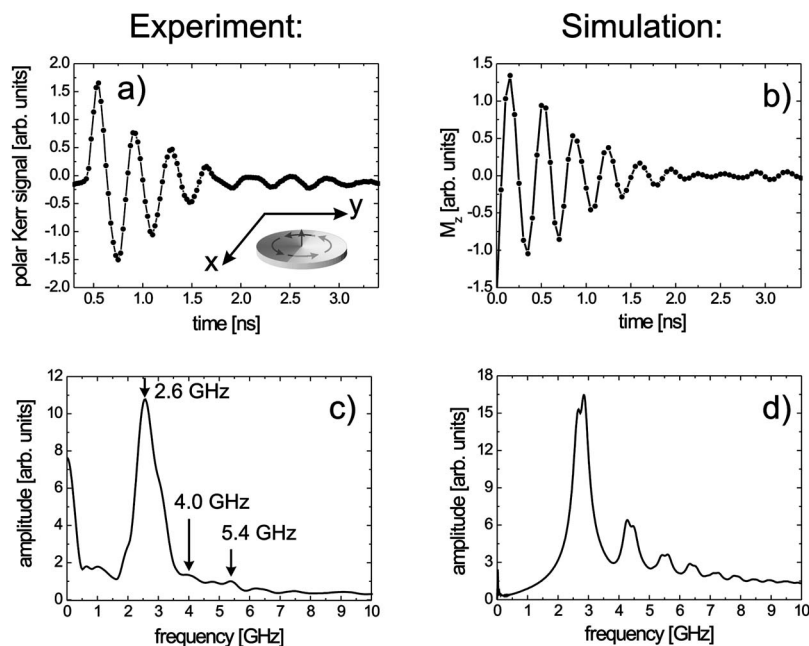 Experiment:
Simulation:
a)
polar Kerr signal [arb. units]
2.0
1.5
1.0
0.5
0.0
-0.5
-1.0
-1.5
-2.0
0.5 1.0 1.5 2.0 2.5 3.0
time [ns]
x
y
b)
M_z [arb. units]
1.5
1.0
0.5
0.0
-0.5
-1.0
-1.5
0.0 0.5 1.0 1.5 2.0 2.5 3.0
time [ns]
c)
amplitude [arb. units]
12
10
8
6
4
2
0
2.6 GHz
4.0 GHz
5.4 GHz
0 1 2 3 4 5 6 7 8 9 10
frequency [GHz]
d)
amplitude [arb. units]
18
15
12
9
6
3
0
0 1 2 3 4 5 6 7 8 9 10
frequency [GHz]